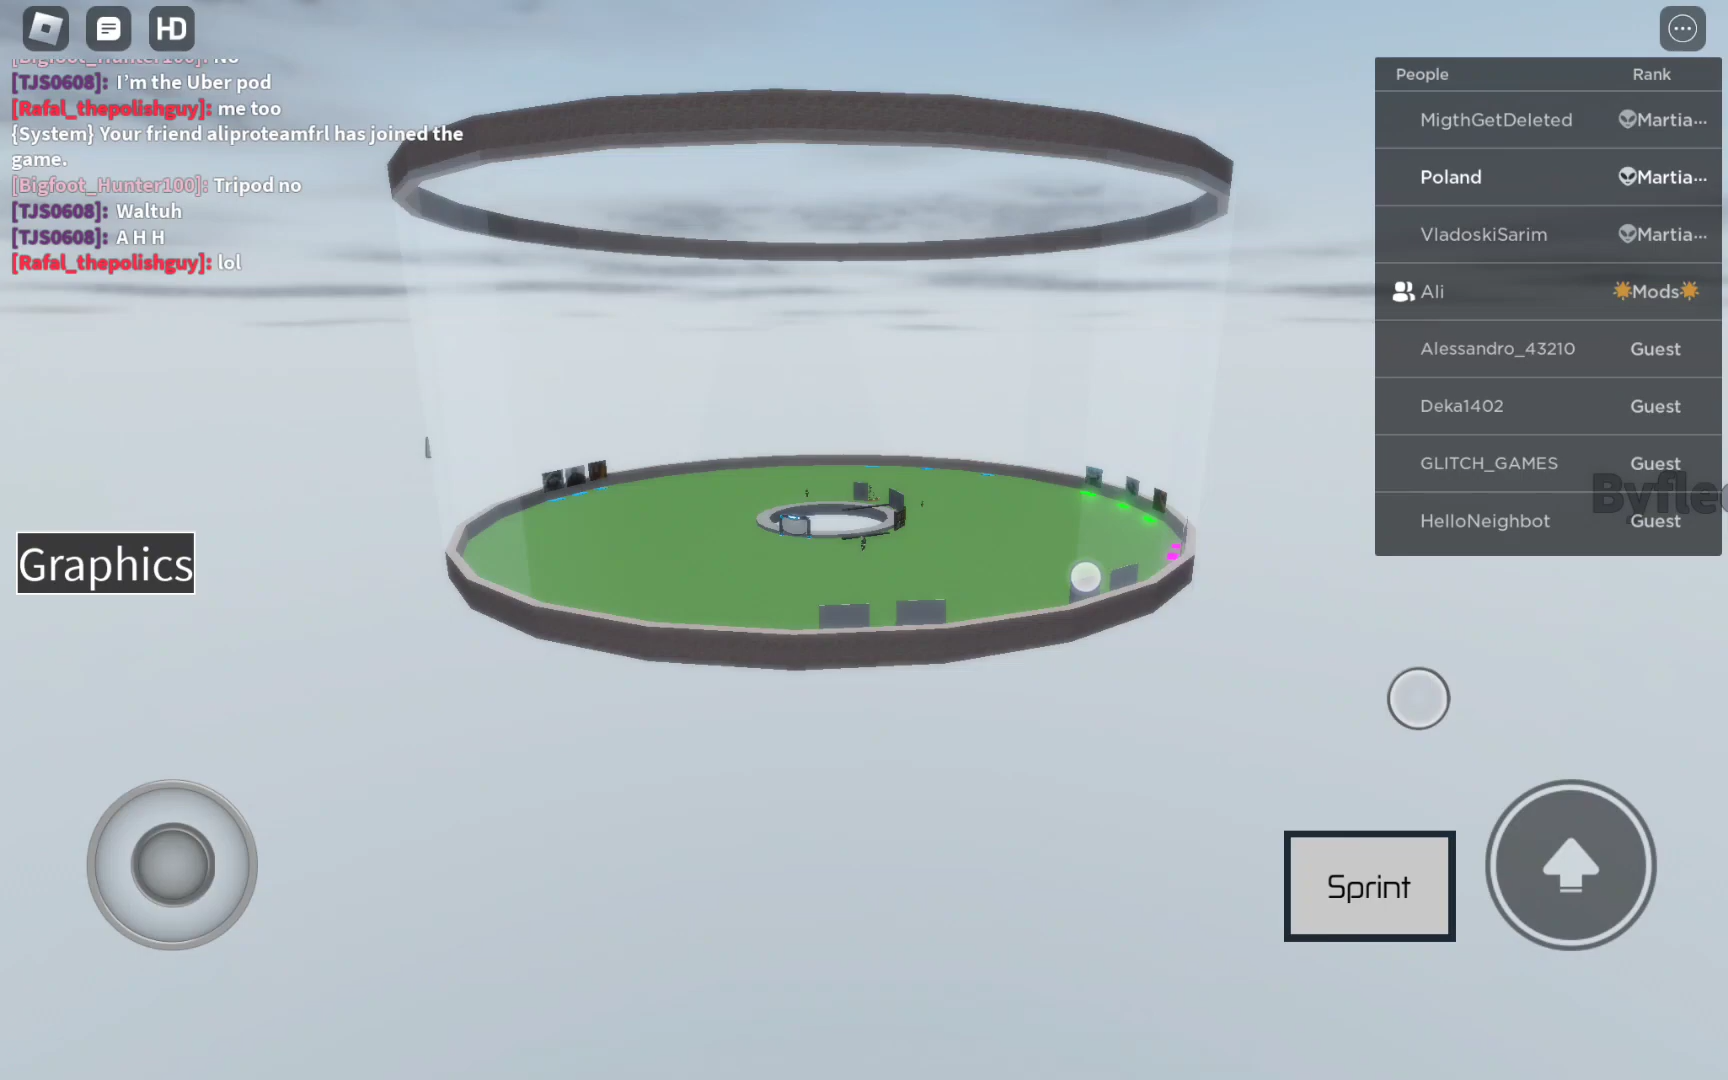 HD
[Bigfoot_Hunter100]: No
[TJS0608]: I'm the Uber pod
[Rafal_thepolishguy]: me too
{System} Your friend aliproteamfrl has joined the
game.
[Bigfoot_Hunter100]: Tripod no
[TJS0608]: Waltuh
[TJS0608]: A H H
[Rafal_thepolishguy]: lol
People Rank
MigthGetDeleted 👽Martia...
Poland 👽Martia...
VladoskiSarim 👽Martia...
Ali ☀Mods☀
Alessandro_43210 Guest
Deka1402 Guest
GLITCH_GAMES Guest
HelloNeighbot Guest
Graphics
Sprint